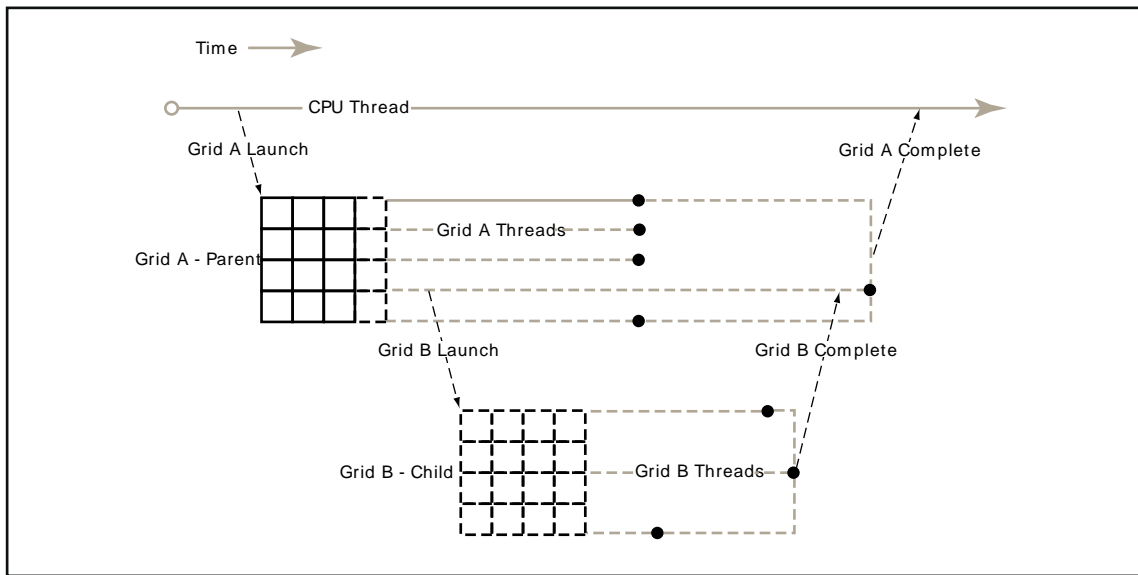 Time
CPU Thread
Grid A Launch
Grid A Complete
Grid A Threads
Grid A - Parent
Grid B Launch
Grid B Complete
Grid B - Child
Grid B Threads